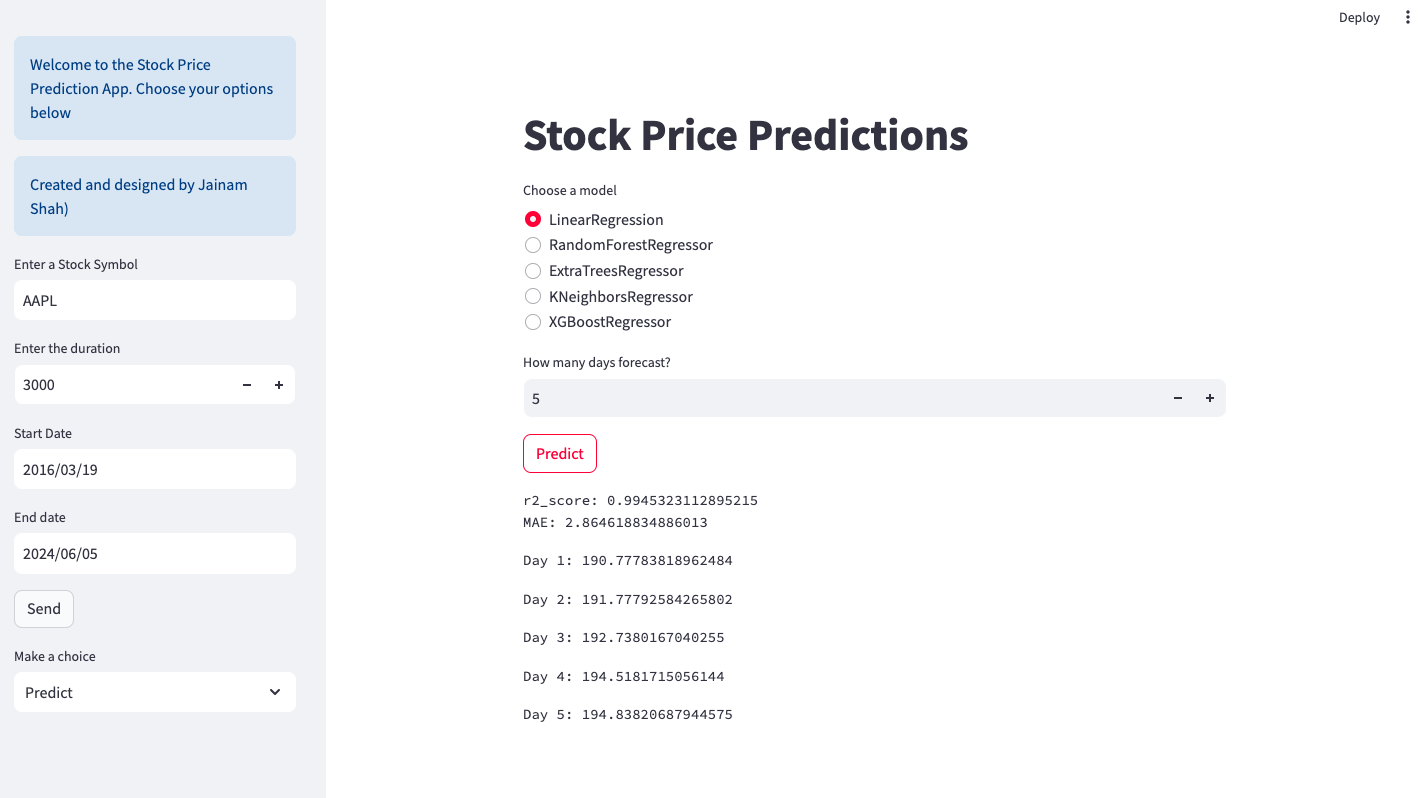 Deploy
Welcome to the Stock Price
Prediction App. Choose your options
below
Created and designed by Jainam
Shah)
Enter a Stock Symbol
AAPL
Enter the duration
3000
Start Date
2016/03/19
End date
2024/06/05
Send
Make a choice
Predict
Stock Price Predictions
Choose a model
LinearRegression
RandomForestRegressor
ExtraTreesRegressor
KNeighborsRegressor
XGBoostRegressor
How many days forecast?
5
Predict
r2_score: 0.9945323112895215
MAE: 2.864618834886013
Day 1: 190.77783818962484
Day 2: 191.77792584265802
Day 3: 192.7380167040255
Day 4: 194.5181715056144
Day 5: 194.83820687944575